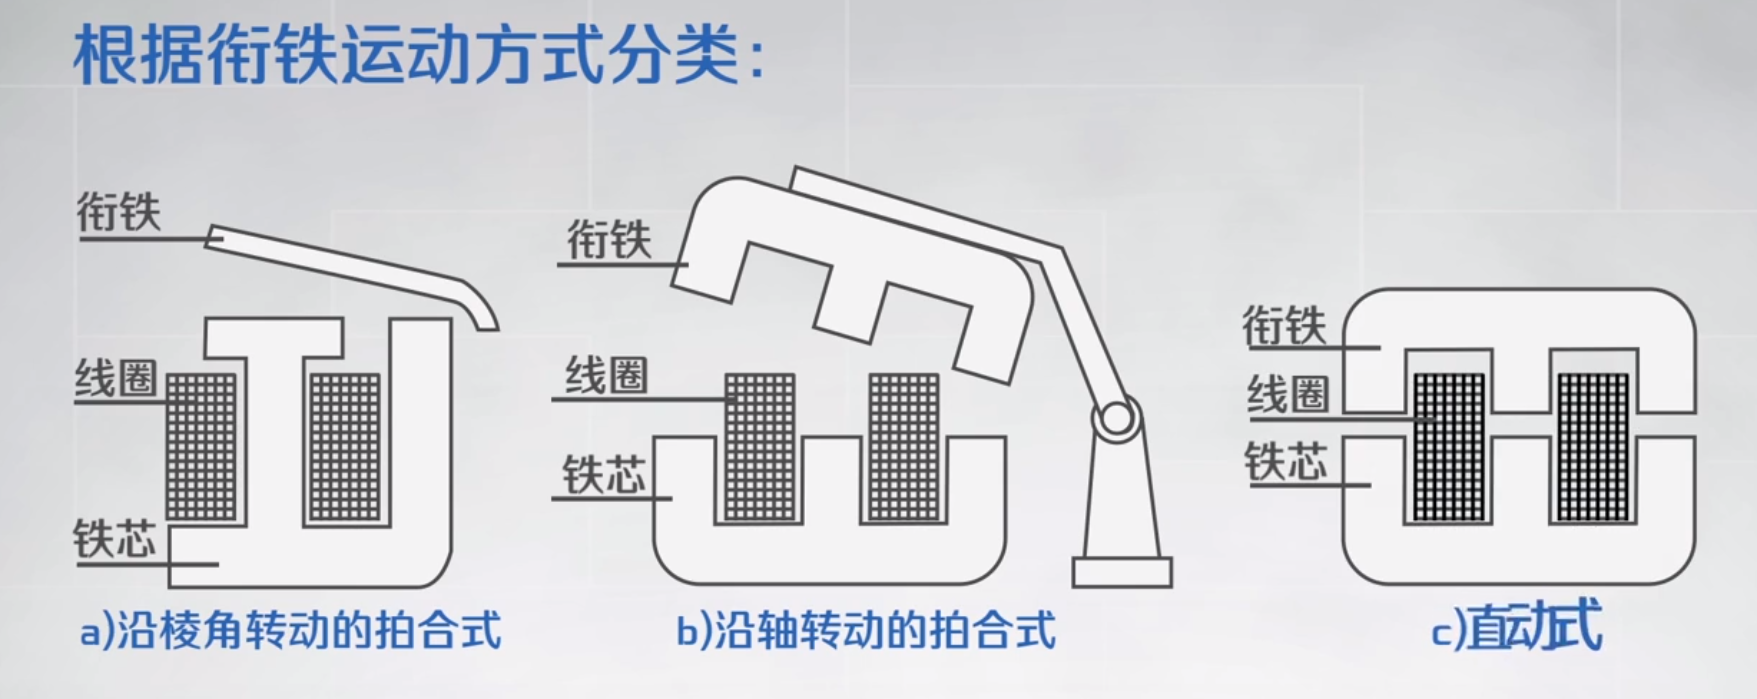 根据衔铁运动方式分类：
衔铁
线圈
铁芯
a)沿棱角转动的拍合式
衔铁
线圈
铁芯
b)沿轴转动的拍合式
衔铁
线圈
铁芯
c)直动式